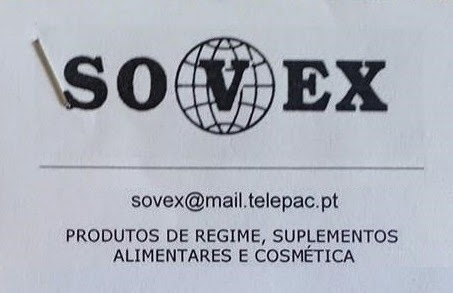 SOVEX
sovex@mail.telepac.pt
PRODUTOS DE REGIME, SUPLEMENTOS
ALIMENTARES E COSMÉTICA